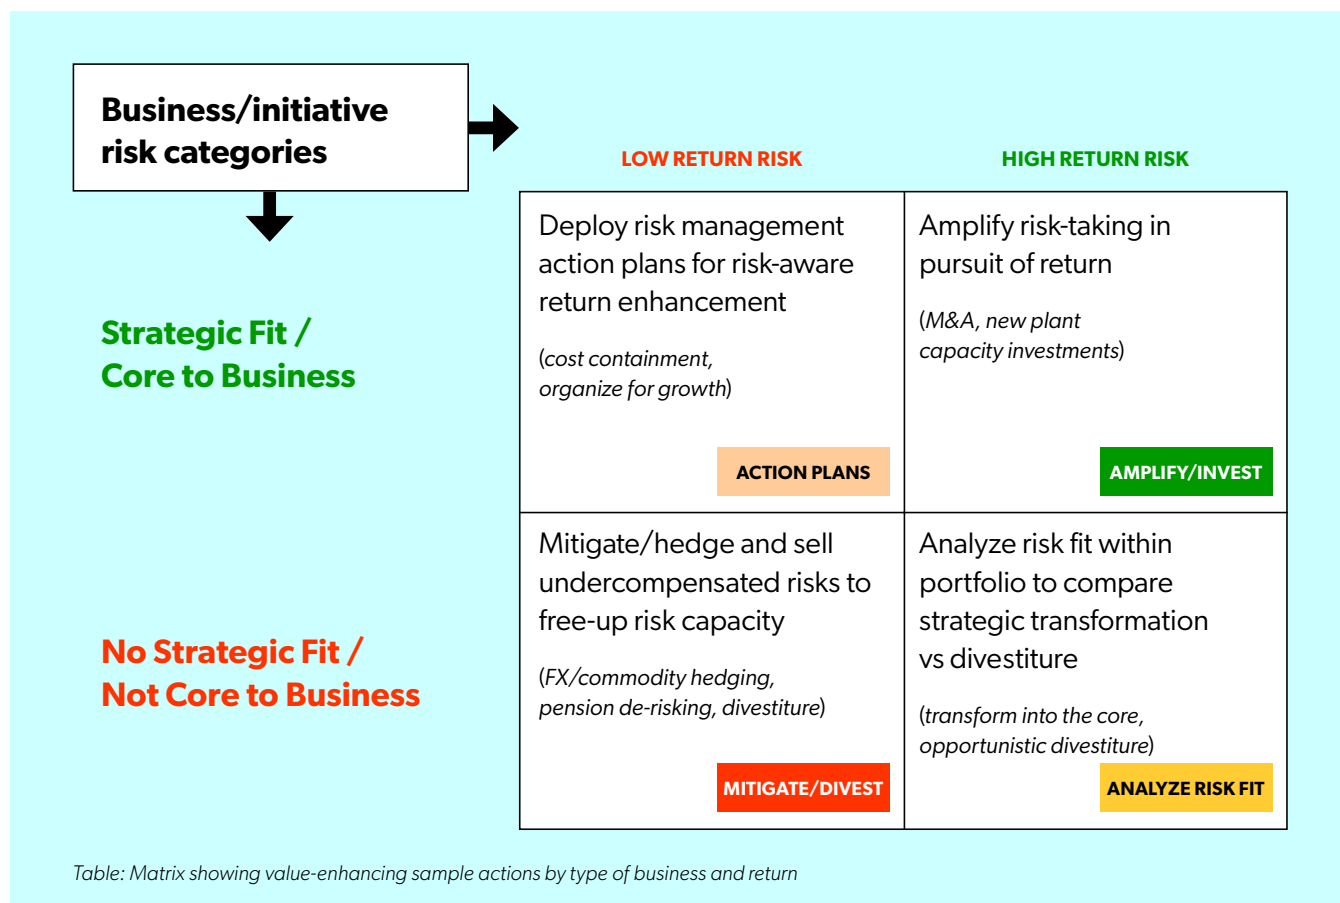 Business/initiative
risk categories
LOW RETURN RISK
HIGH RETURN RISK
Strategic Fit /
Core to Business
Deploy risk management
action plans for risk-aware
return enhancement
(cost containment,
organize for growth)
ACTION PLANS
Amplify risk-taking in
pursuit of return
(M&A, new plant
capacity investments)
AMPLIFY/INVEST
No Strategic Fit /
Not Core to Business
Mitigate/hedge and sell
undercompensated risks to
free-up risk capacity
(FX/commodity hedging,
pension de-risking, divestiture)
MITIGATE/DIVEST
Analyze risk fit within
portfolio to compare
strategic transformation
vs divestiture
(transform into the core,
opportunistic divestiture)
ANALYZE RISK FIT
Table: Matrix showing value-enhancing sample actions by type of business and return